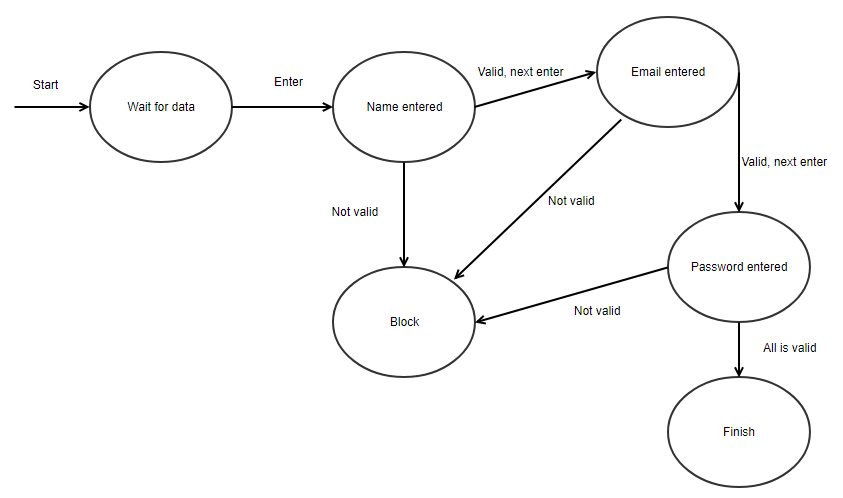 Start
Wait for data
Enter
Name entered
Valid, next enter
Email entered
Valid, next enter
Not valid
Not valid
Password entered
Not valid
Block
All is valid
Finish